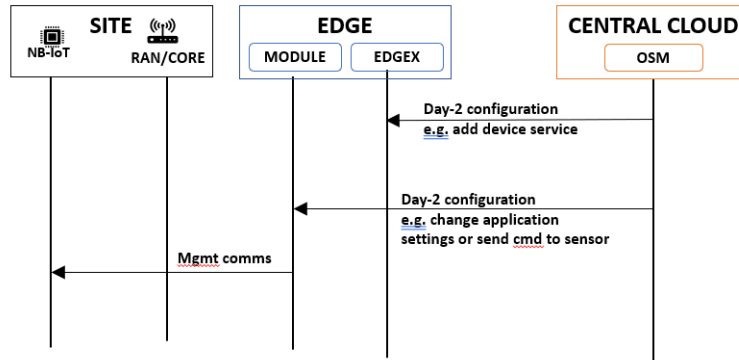 SITE
NB-IoT
RAN/CORE
EDGE
MODULE
EDGEX
CENTRAL CLOUD
OSM
Day-2 configuration
e.g. add device service
Day-2 configuration
e.g. change application
settings or send cmd to sensor
Mgmt comms